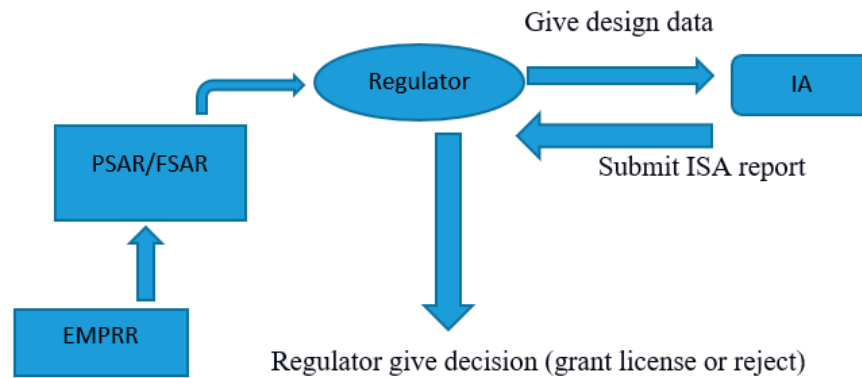 Give design data
Regulator
IA
PSAR/FSAR
Submit ISA report
EMPRR
Regulator give decision (grant license or reject)